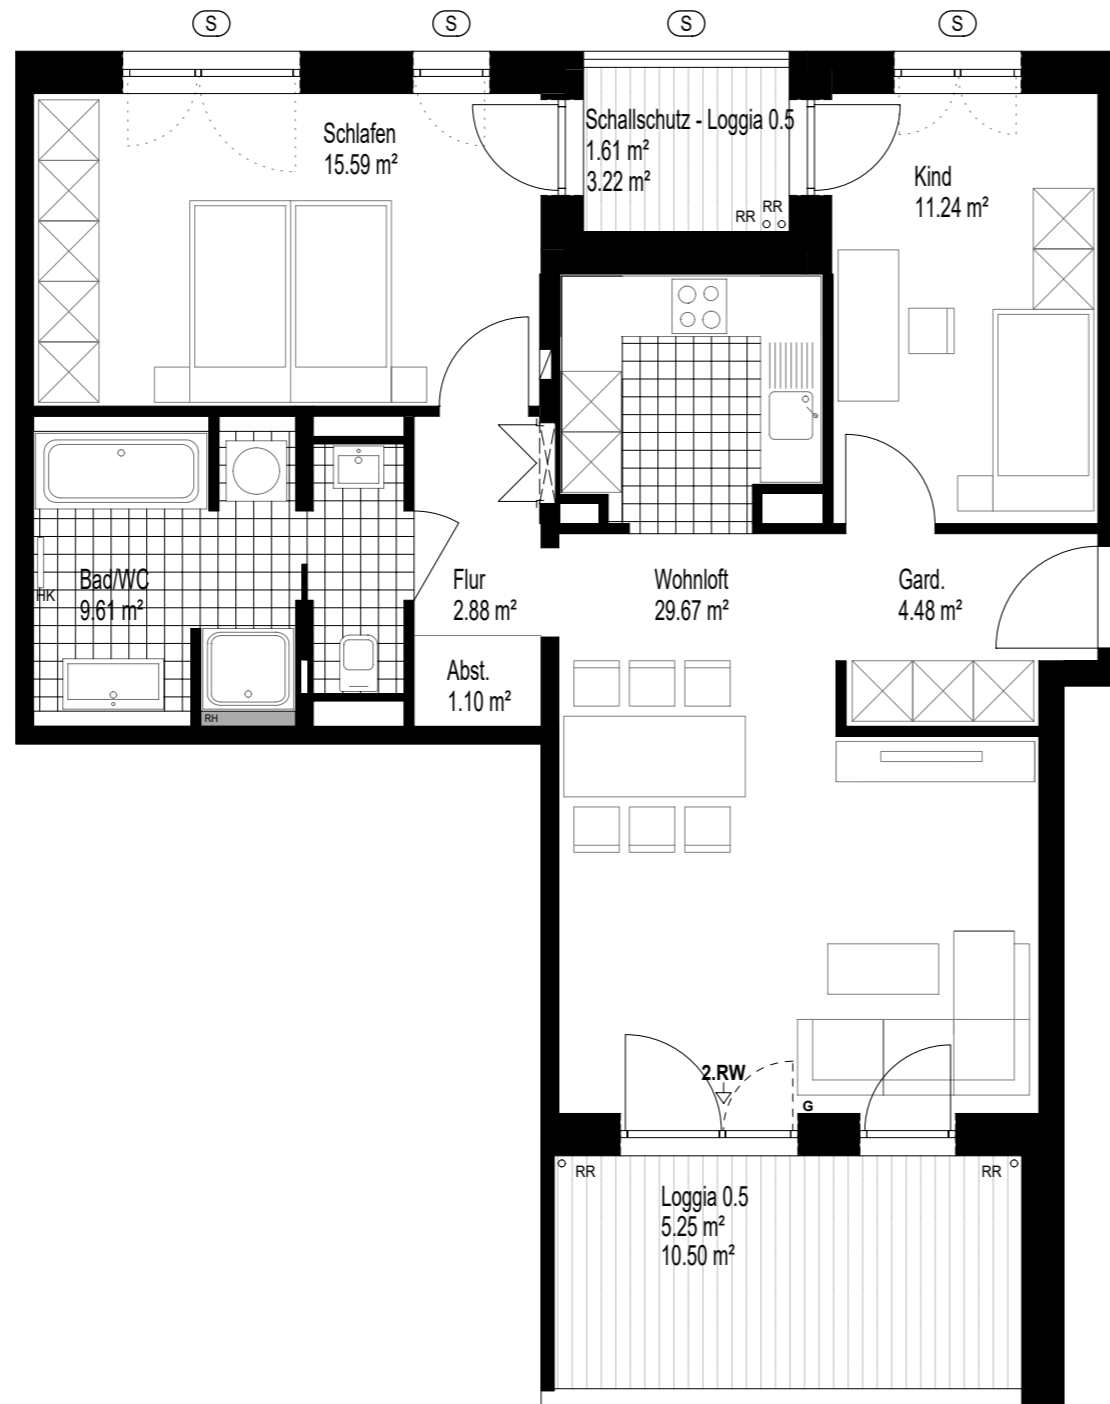 S S S S
Schlafen
15.59 m²
Schallschutz - Loggia 0.5
1.61 m²
3.22 m²
RR RR
Kind
11.24 m²
Bad/WC
9.61 m²
HK
RH
Flur
2.88 m²
Abst.
1.10 m²
Wohnloft
29.67 m²
Gard.
4.48 m²
2.RW
G
RR RR
Loggia 0.5
5.25 m²
10.50 m²